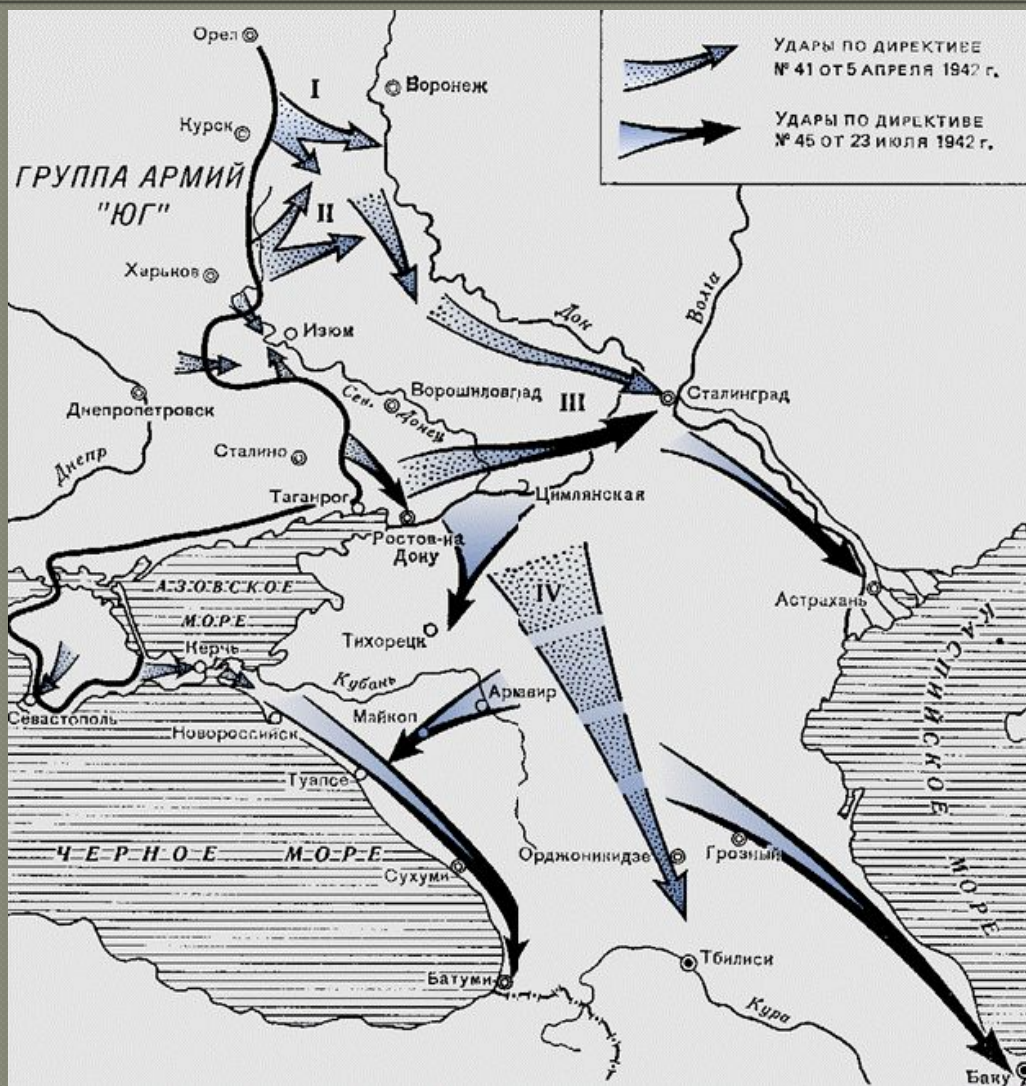 Орел
Воронеж
I
Курск
УДАРЫ ПО ДИРЕКТИВЕ
№ 41 ОТ 5 АПРЕЛЯ 1942 г.
УДАРЫ ПО ДИРЕКТИВЕ
№ 45 ОТ 23 ИЮЛЯ 1942 г.
ГРУППА АРМИЙ
"ЮГ"
II
Харьков
Изюм
Дон
Волга
Днепропетровск
Днепр
Ворошиловград
Сев. Донец
III
Сталинград
Сталино
Таганрог
Цимлянская
Ростов-на
Дону
АЗОВСКОЕ
МОРЕ
IV
Астрахань
Тихорецк
Керчь
Кубань
Армавир
Севастополь
Майкоп
Новороссийск
Туапсе
КАСПИЙСКОЕ
МОРЕ
ЧЕРНОЕ МОРЕ
Сухуми
Орджоникидзе
Грозный
Батуми
Тбилиси
Кура
Баку